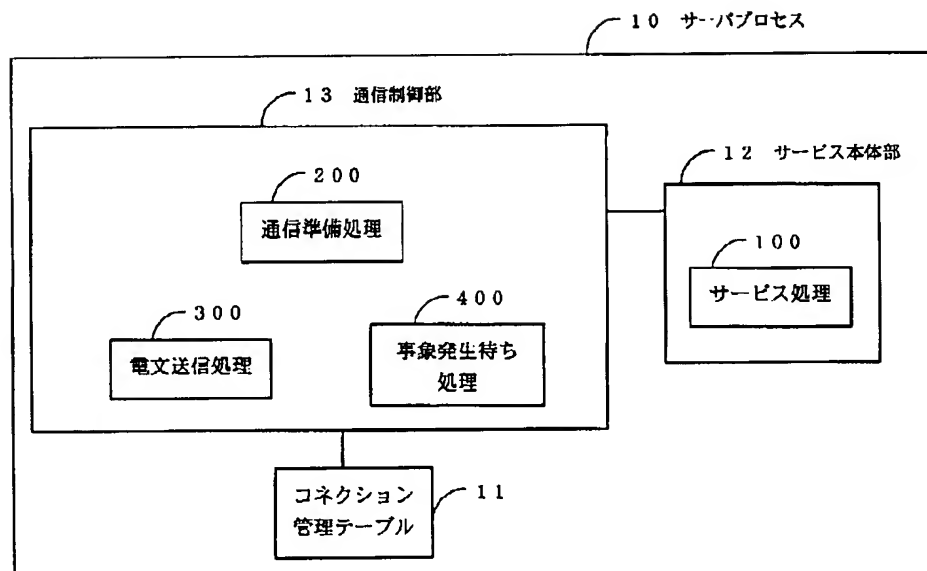 １０ サーバプロセス
１３ 通信制御部
１２ サービス本体部
２００
通信準備処理
１００
サービス処理
３００
電文送信処理
４００
事象発生待ち
処理
コネクション
管理テーブル
１１